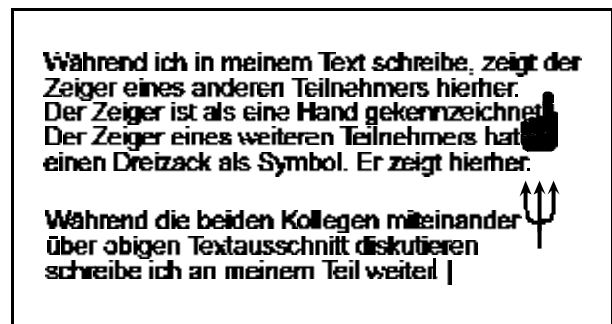 Während ich in meinem Text schreibe, zeigt der
Zeiger eines anderen Teilnehmers hierher.
Der Zeiger ist als eine Hand gekennzeichnet.
Der Zeiger eines weiteren Teilnehmers hat
einen Dreizack als Symbol. Er zeigt hierher.
Während die beiden Kollegen miteinander
über obigen Textausschnitt diskutieren
schreibe ich an meinem Teil weiter!